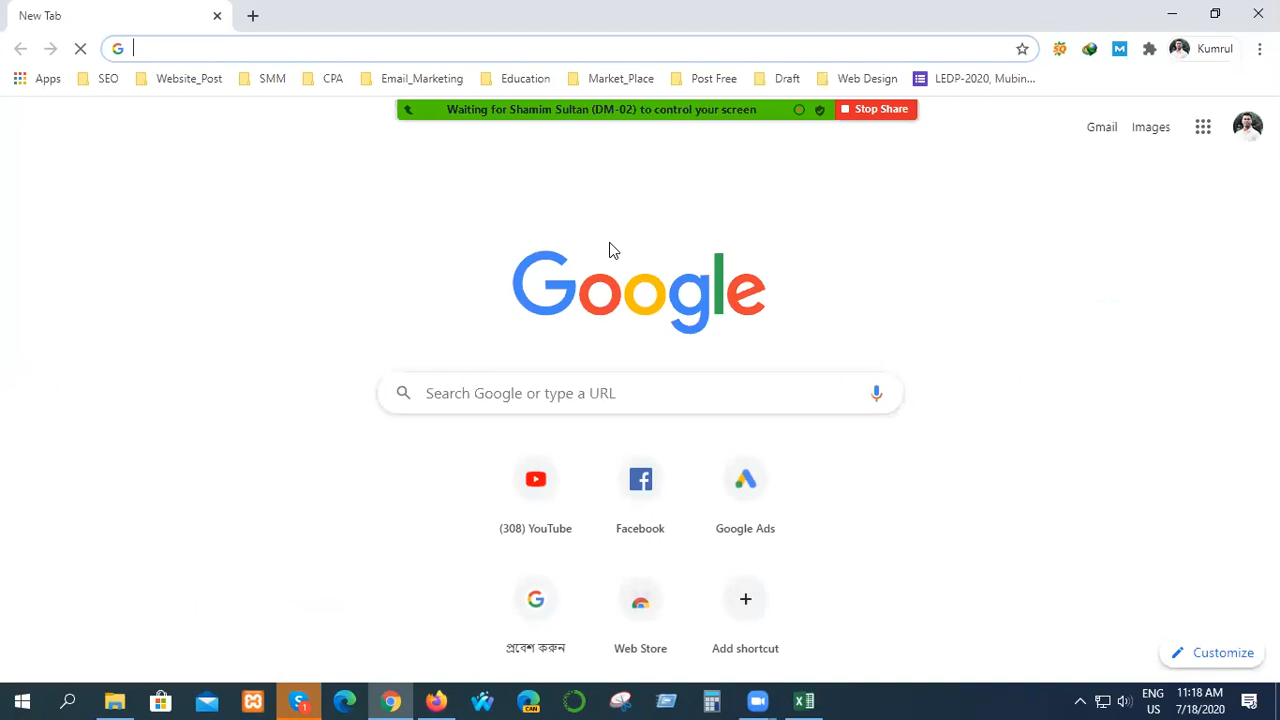 New Tab
Kumrul
Apps SEO Website_Post SMM CPA Email_Marketing Education Market_Place Post Free Draft Web Design LEDP-2020, Mubin...
Waiting for Shamim Sultan (DM-02) to control your screen Stop Share
Gmail Images
Google
Search Google or type a URL
(308) YouTube Facebook Google Ads
প্রবেশ করুন Web Store Add shortcut
Customize
ENG 11:18 AM
US 7/18/2020
CAN
1